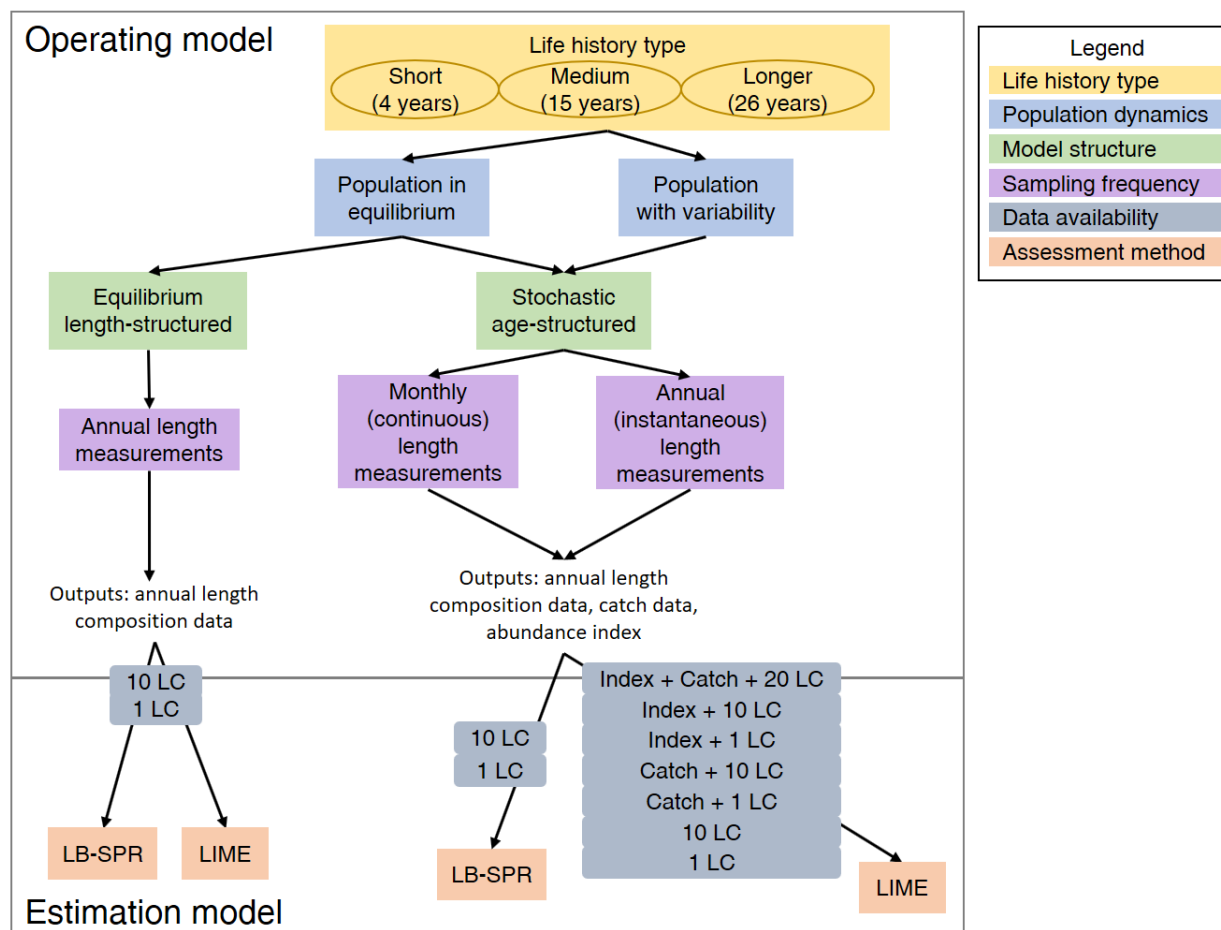 Operating model
Life history type
Short
(4 years)
Medium
(15 years)
Longer
(26 years)
Population in
equilibrium
Population
with variability
Equilibrium
length-structured
Stochastic
age-structured
Annual length
measurements
Monthly
(continuous)
length
measurements
Annual
(instantaneous)
length
measurements
Outputs: annual length
composition data
Outputs: annual length
composition data, catch data,
abundance index
10 LC
1 LC
10 LC
1 LC
Index + Catch + 20 LC
Index + 10 LC
Index + 1 LC
Catch + 10 LC
Catch + 1 LC
10 LC
1 LC
LB-SPR
LIME
LB-SPR
LIME
Estimation model
Legend
Life history type
Population dynamics
Model structure
Sampling frequency
Data availability
Assessment method